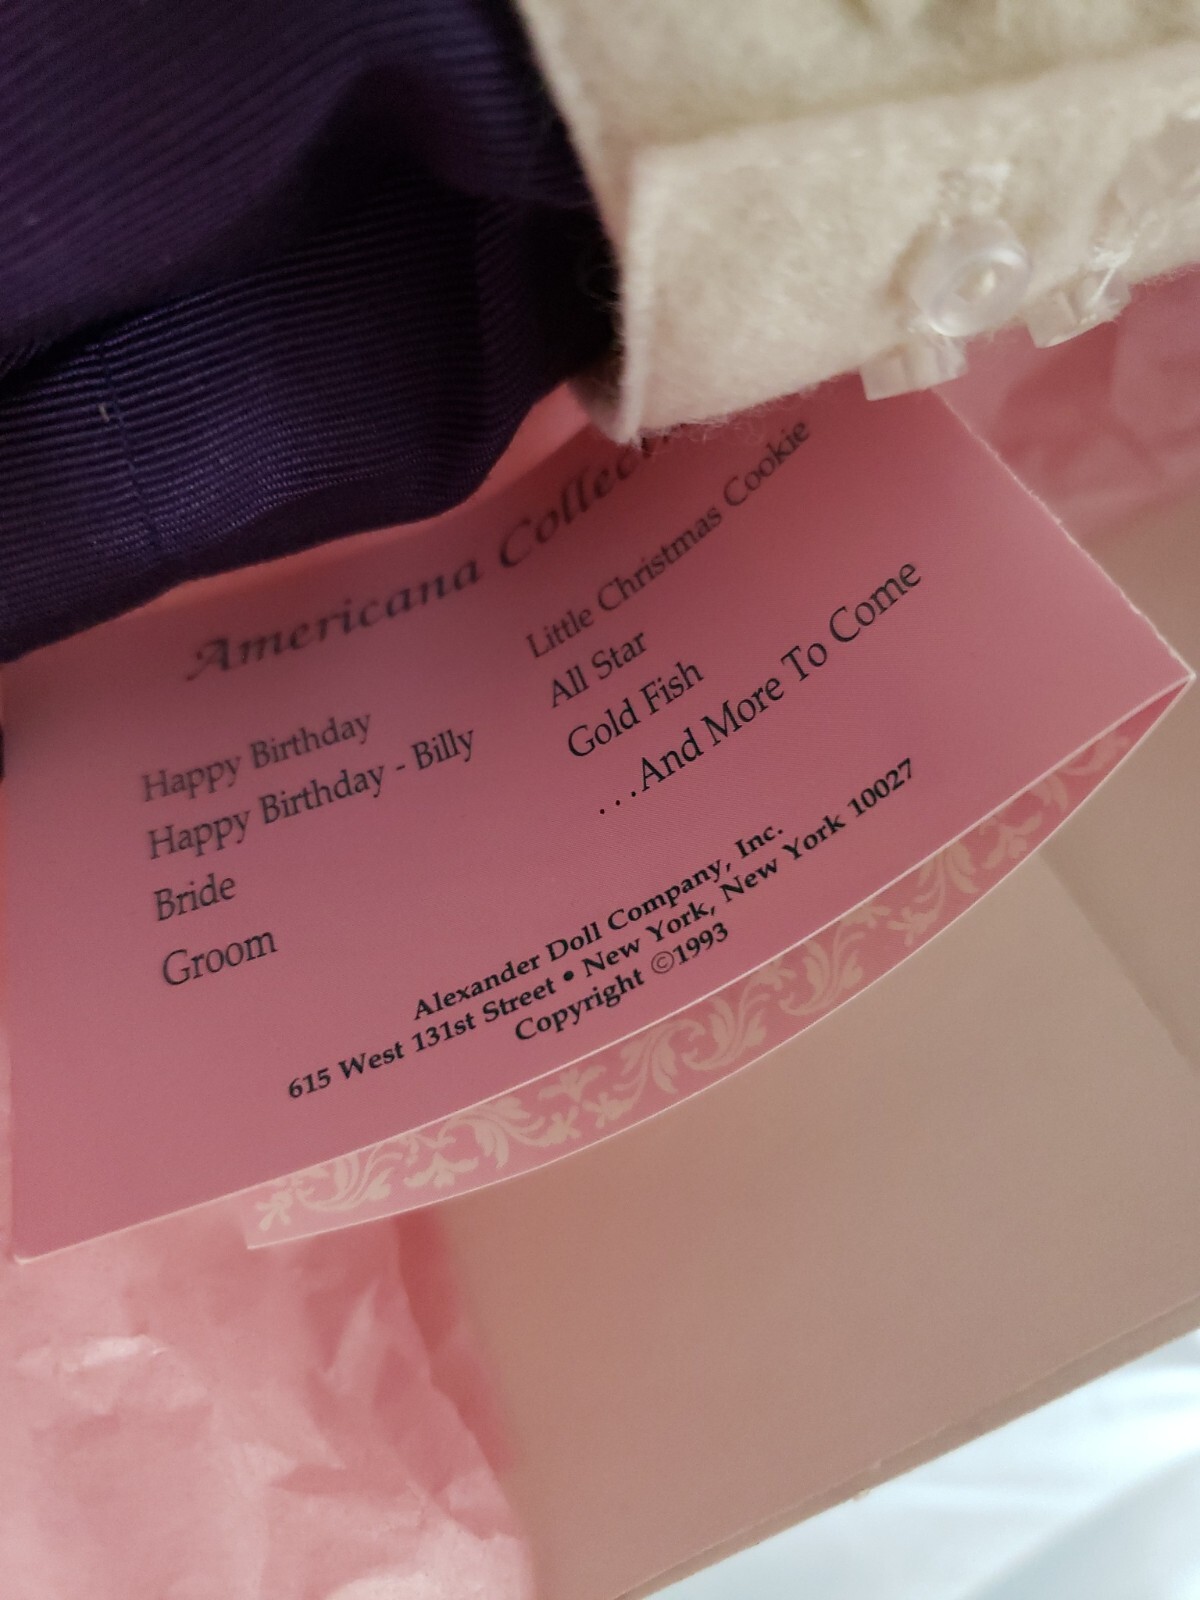 Americana
Happy Birthday
Happy Birthday - Billy
Bride
Groom
Little Christmas Cookie
All Star
Gold Fish
...And More To Come
Alexander Doll Company, Inc.
615 West 131st Street • New York, New York 10027
Copyright ©1993